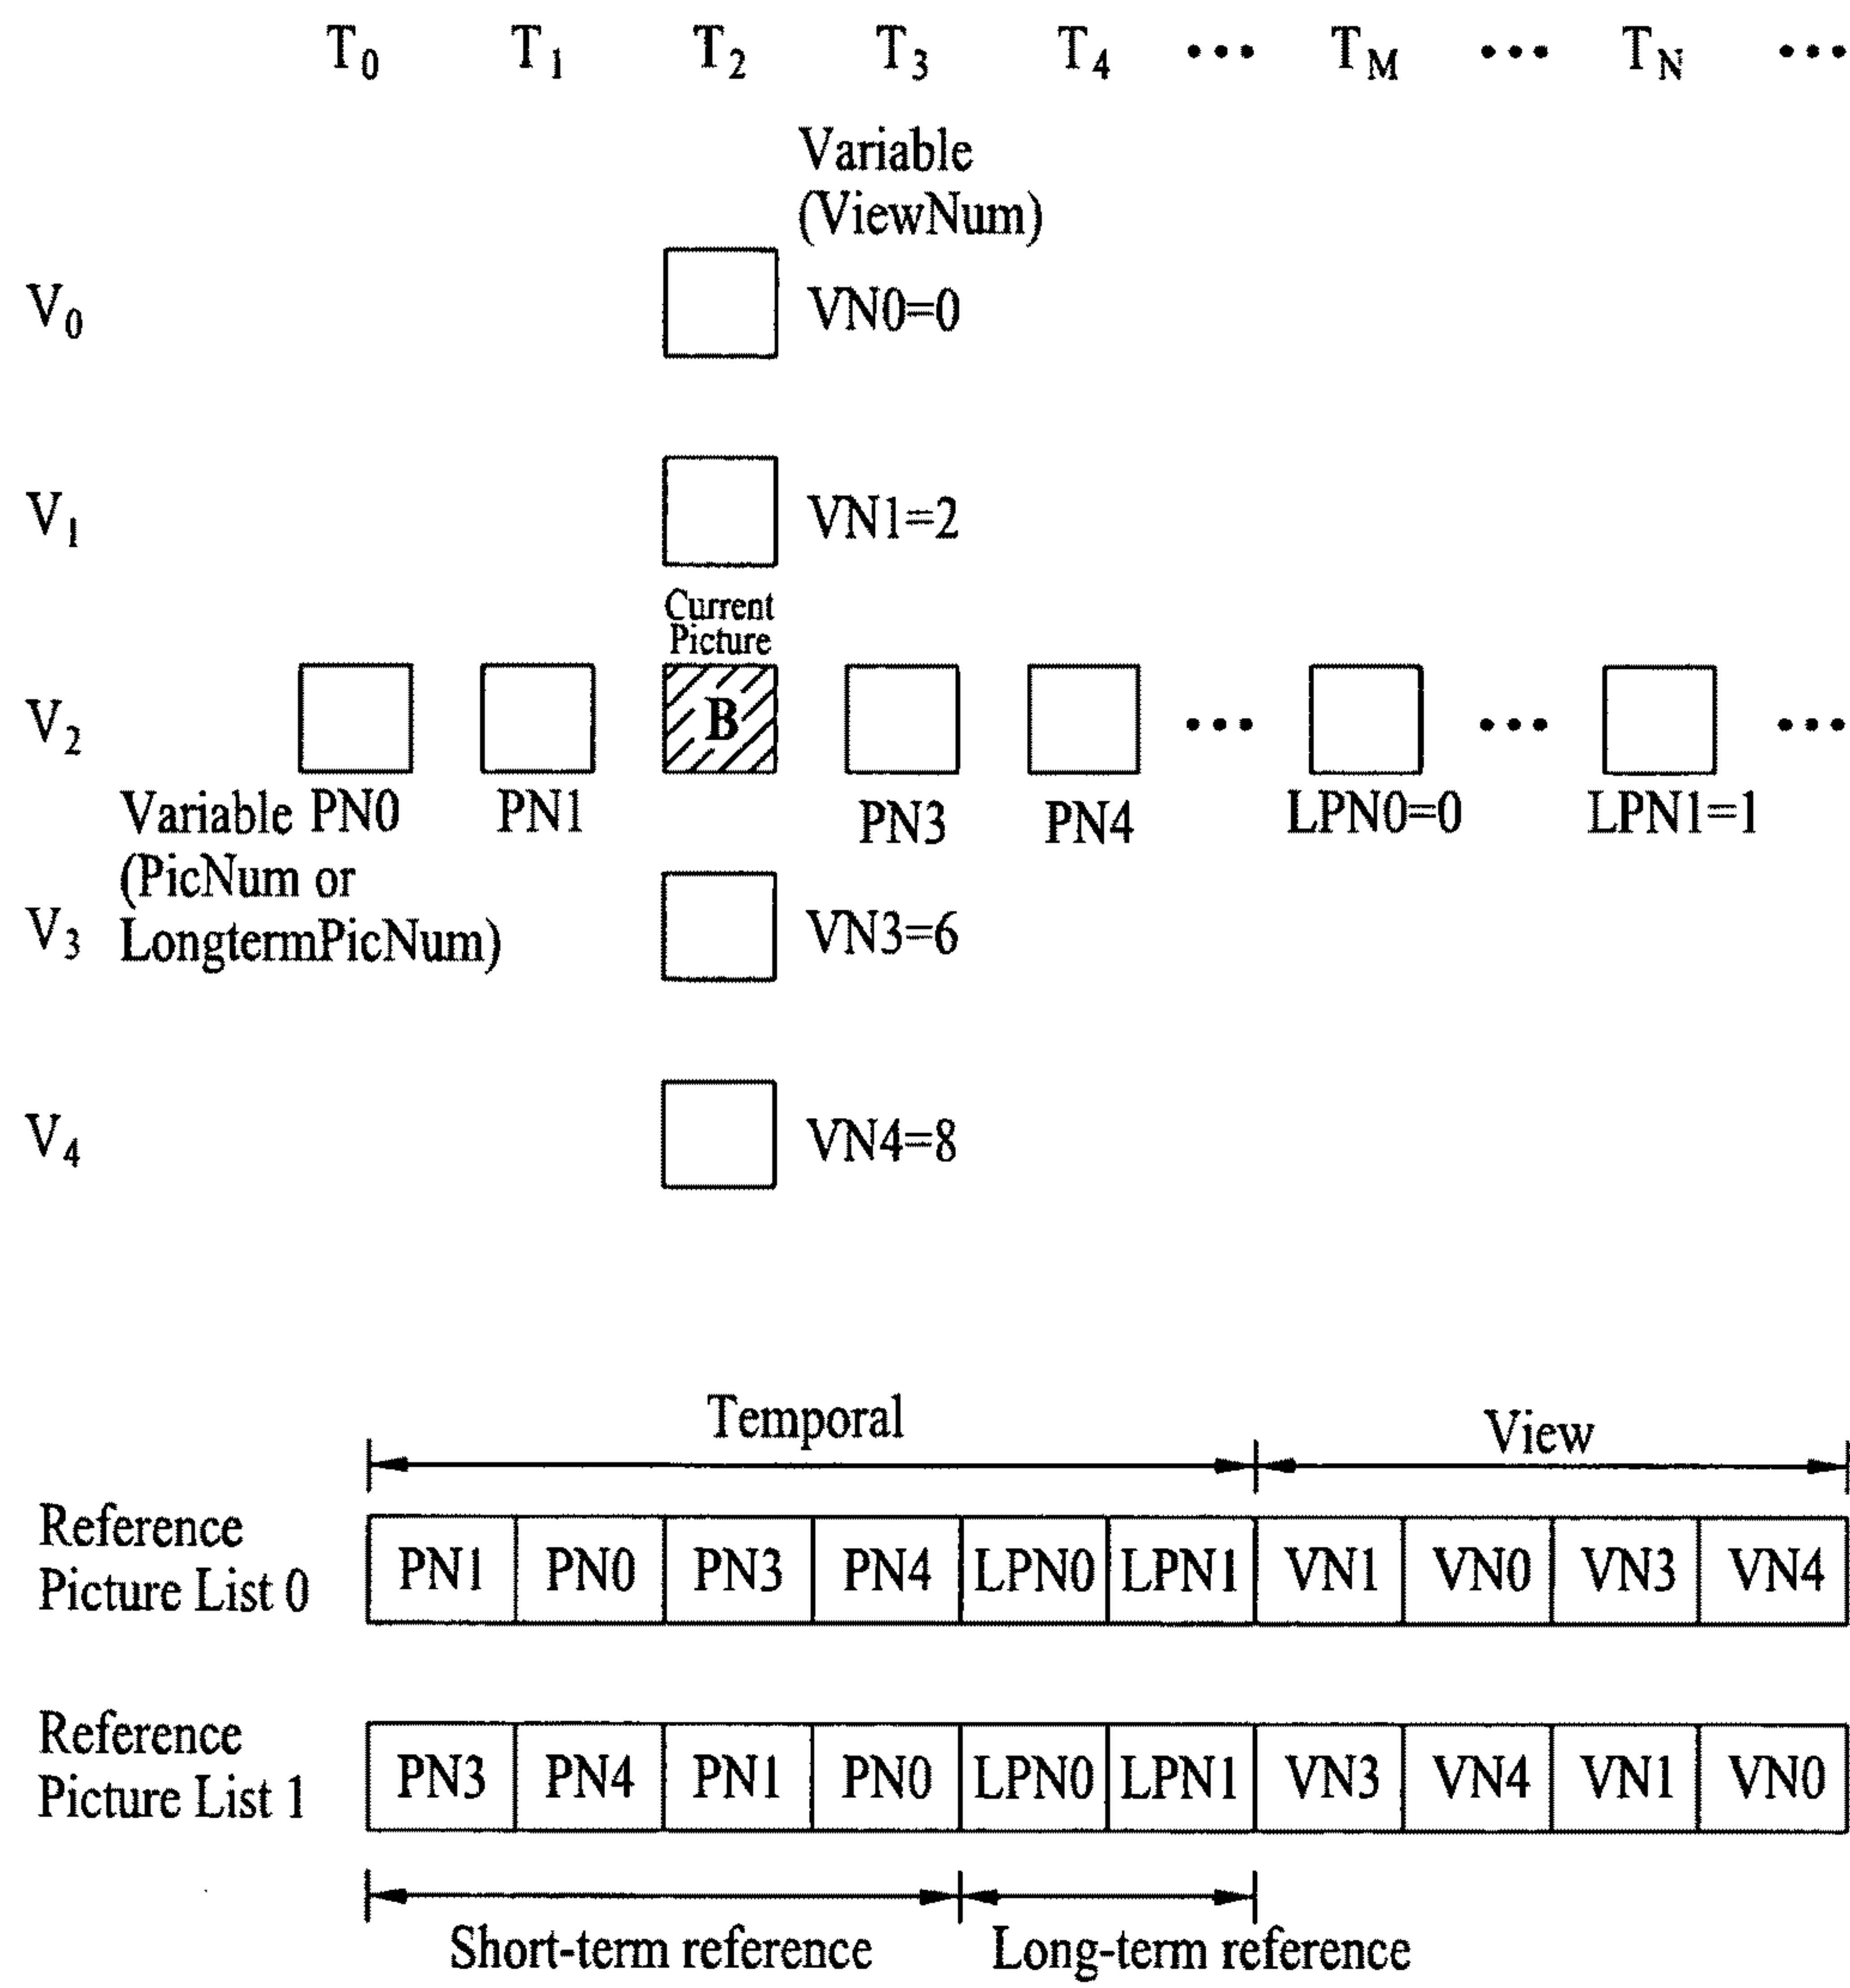 T0 T1 T2 T3 T4 ••• TM ••• TN •••
Variable
(ViewNum)
V0 VN0=0
V1 VN1=2
Current
Picture
V2 B ••• ••• •••
Variable PN0 PN1 PN3 PN4 LPN0=0 LPN1=1
(PicNum or
V3 LongtermPicNum) VN3=6
V4 VN4=8
Temporal View
Reference
Picture List 0 PN1 PN0 PN3 PN4 LPN0 LPN1 VN1 VN0 VN3 VN4
Reference
Picture List 1 PN3 PN4 PN1 PN0 LPN0 LPN1 VN3 VN4 VN1 VN0
Short-term reference Long-term reference